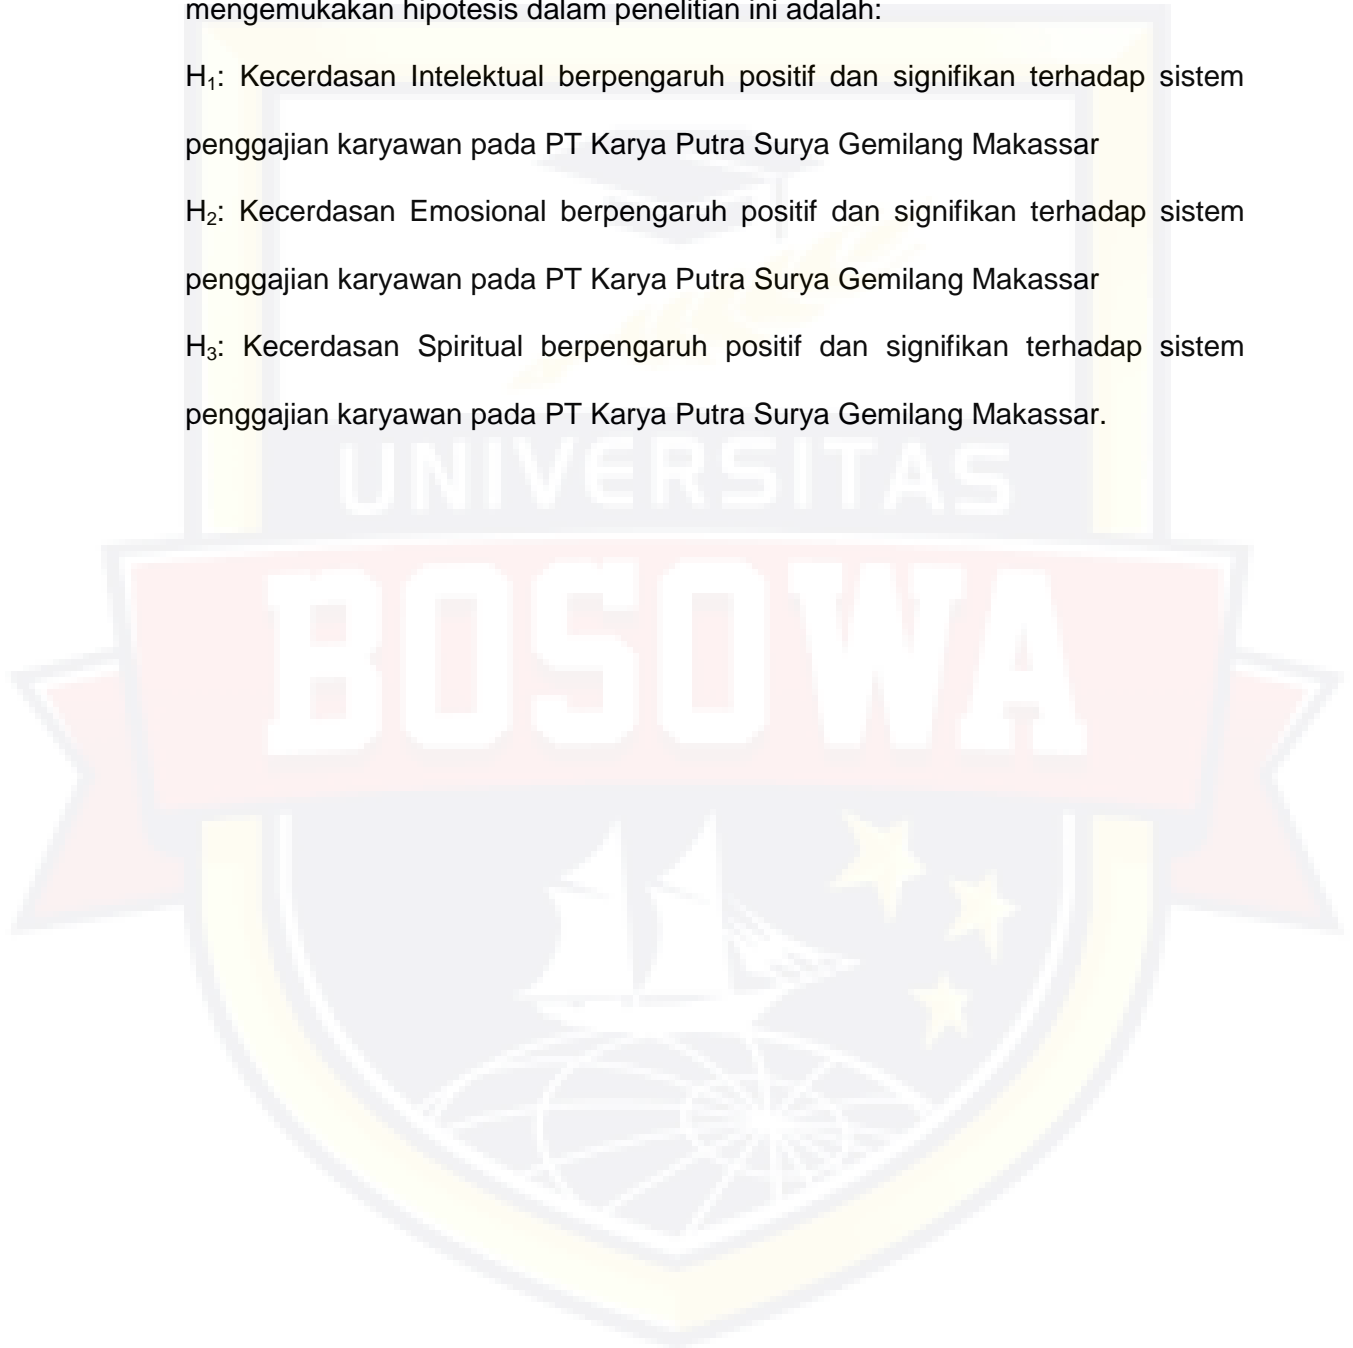 mengemukakan hipotesis dalam penelitian ini adalah:
H₁: Kecerdasan Intelektual berpengaruh positif dan signifikan terhadap sistem
penggajian karyawan pada PT Karya Putra Surya Gemilang Makassar
H₂: Kecerdasan Emosional berpengaruh positif dan signifikan terhadap sistem
penggajian karyawan pada PT Karya Putra Surya Gemilang Makassar
H₃: Kecerdasan Spiritual berpengaruh positif dan signifikan terhadap sistem
penggajian karyawan pada PT Karya Putra Surya Gemilang Makassar.
UNIVERSITAS
BOSOWA